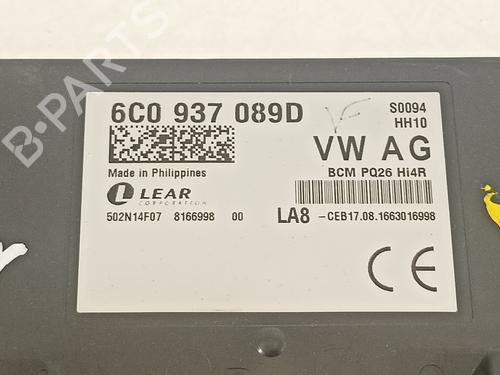 6C0 937 089D
S0094
HH10
VW AG
BCM PQ26 Hi4R
Made in Philippines
LEAR
CORPORATION
502N14F07 8166998 00
LA8 -CEB17.08.1663016998
CE
B-Parts
B-Parts